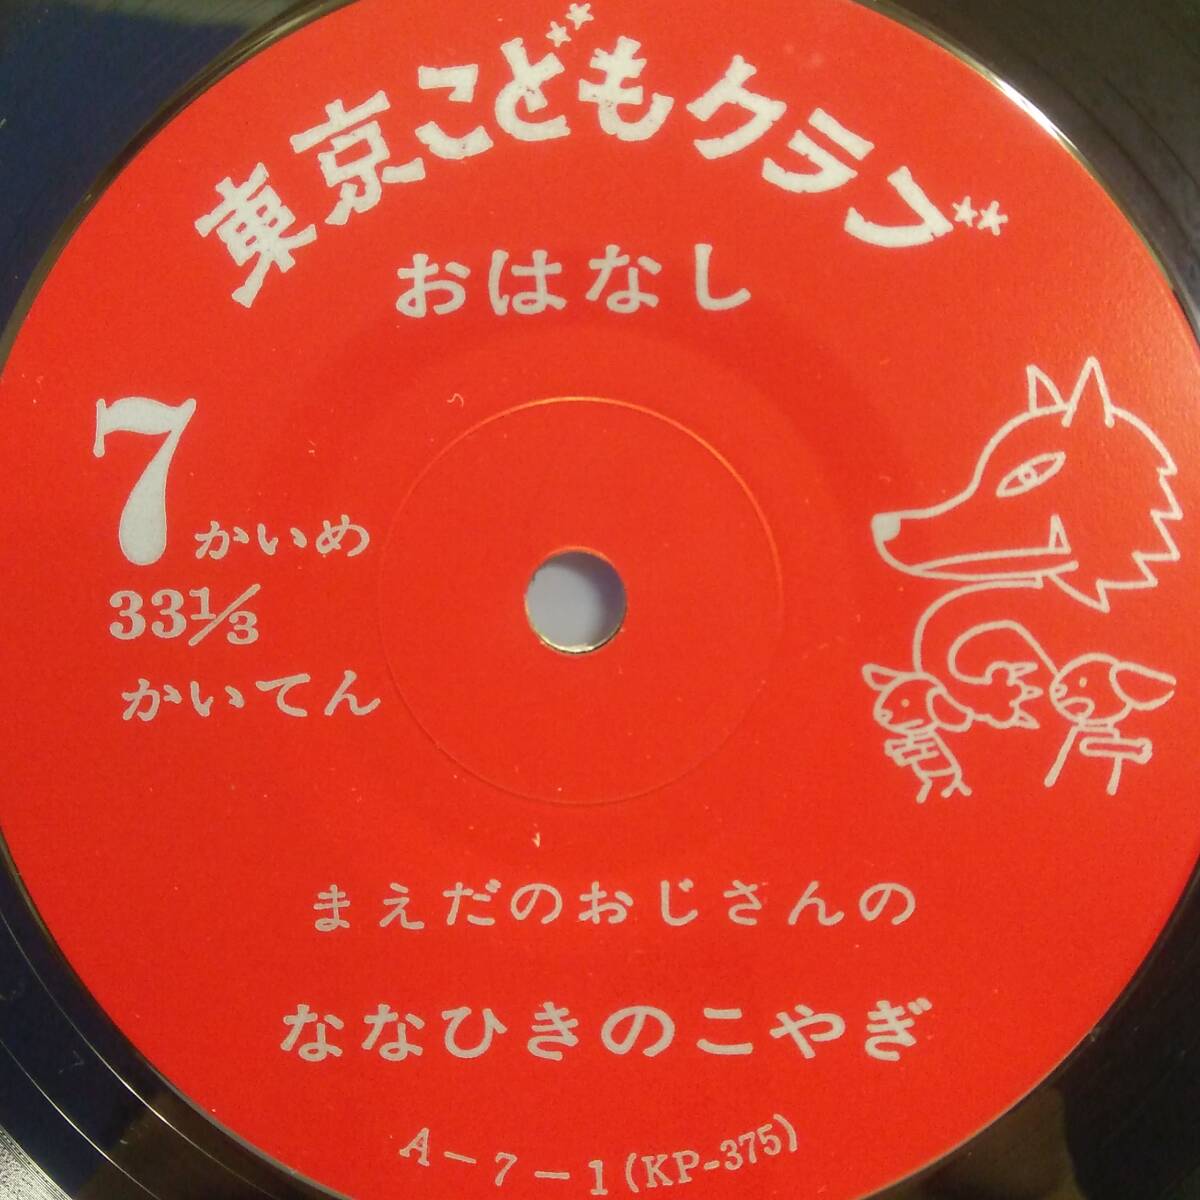 東京こどもクラブ
おはなし
7かいめ
33⅓
かいてん
まえだのおじさんの
ななひきのこやぎ
A-7-1(KP-375)